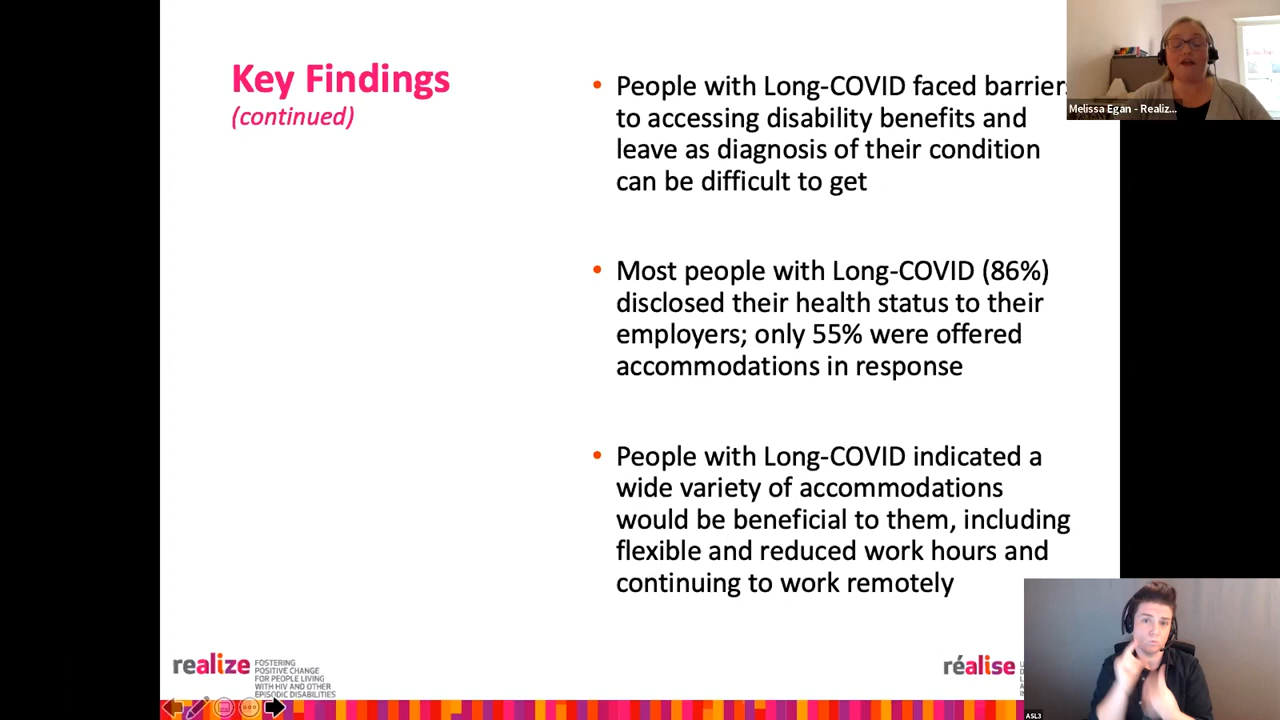 Key Findings
(continued)
• People with Long-COVID faced barriers
to accessing disability benefits and
leave as diagnosis of their condition
can be difficult to get
• Most people with Long-COVID (86%)
disclosed their health status to their
employers; only 55% were offered
accommodations in response
• People with Long-COVID indicated a
wide variety of accommodations
would be beneficial to them, including
flexible and reduced work hours and
continuing to work remotely
Melissa Egan - Realiz...
realize
FOSTERING
POSITIVE CHANGE
FOR PEOPLE LIVING
WITH HIV AND OTHER
EPISODIC DISABILITIES
réalise
ASL3